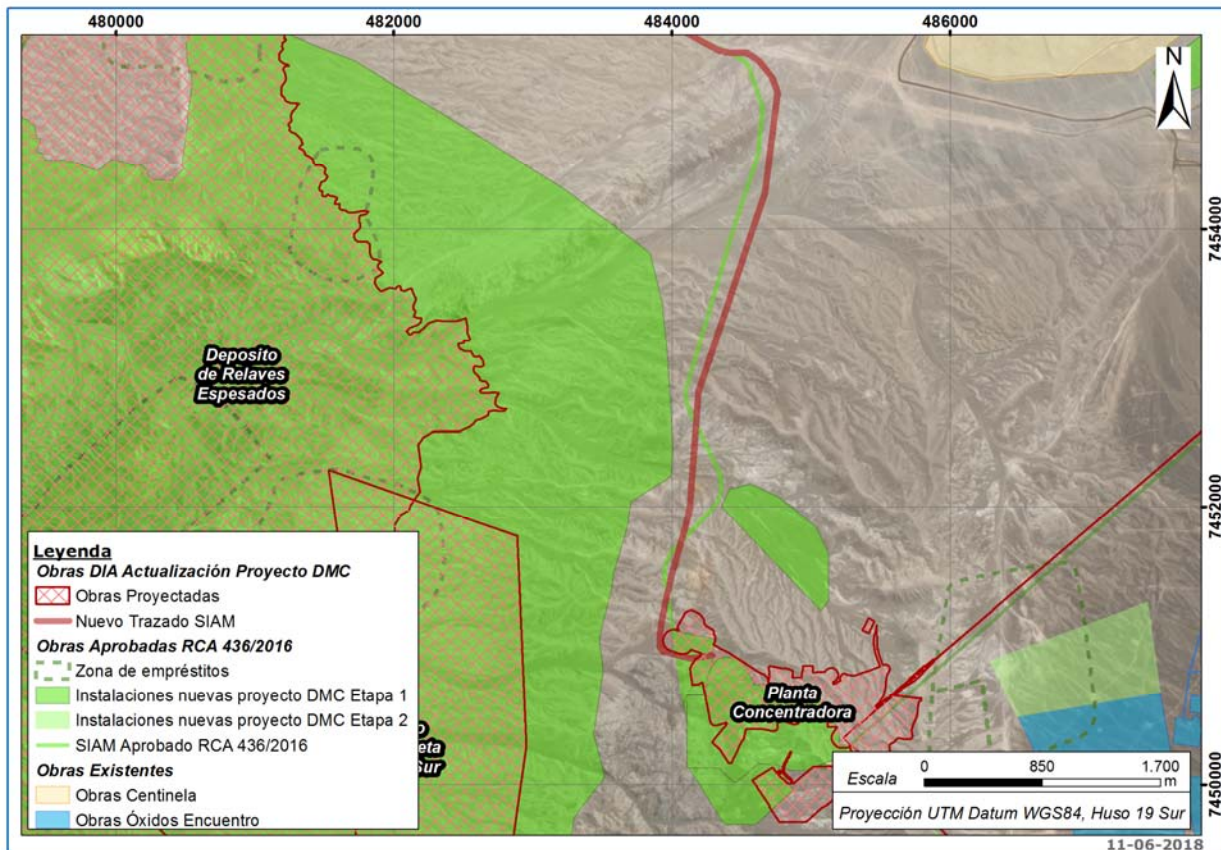 480000 482000 484000 486000
N
7454000
Deposito
de Relaves
Espesados
7452000
Leyenda
Obras DIA Actualización Proyecto DMC
Obras Proyectadas
Nuevo Trazado SIAM
Obras Aprobadas RCA 436/2016
Zona de empréstitos
Instalaciones nuevas proyecto DMC Etapa 1
Instalaciones nuevas proyecto DMC Etapa 2
SIAM Aprobado RCA 436/2016
Obras Existentes
Obras Centinela
Obras Óxidos Encuentro
Planta
Concentradora
Escala 0 850 1.700
m
Proyección UTM Datum WGS84, Huso 19 Sur
7450000
11-06-2018